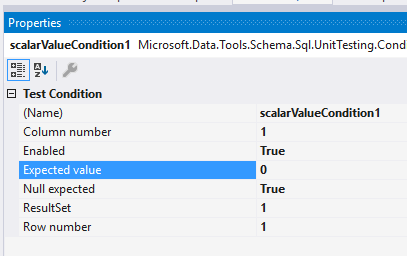 Properties
scalarValueCondition1 Microsoft.Data.Tools.Schema.Sql.UnitTesting.Cond
Test Condition
(Name) scalarValueCondition1
Column number 1
Enabled True
Expected value 0
Null expected True
ResultSet 1
Row number 1